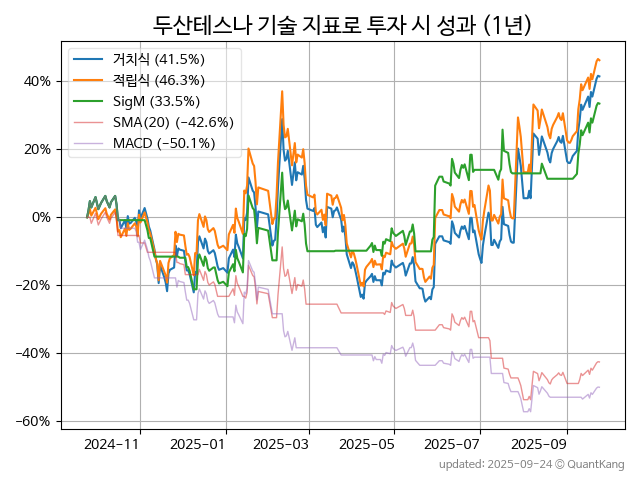 두산테스나 기술 지표로 투자 시 성과 (1년)
거치식 (41.5%)
적립식 (46.3%)
SigM (33.5%)
SMA(20) (−42.6%)
MACD (−50.1%)
40%
20%
0%
−20%
−40%
−60%
2024-11 2025-01 2025-03 2025-05 2025-07 2025-09
updated: 2025-09-24 © QuantKang